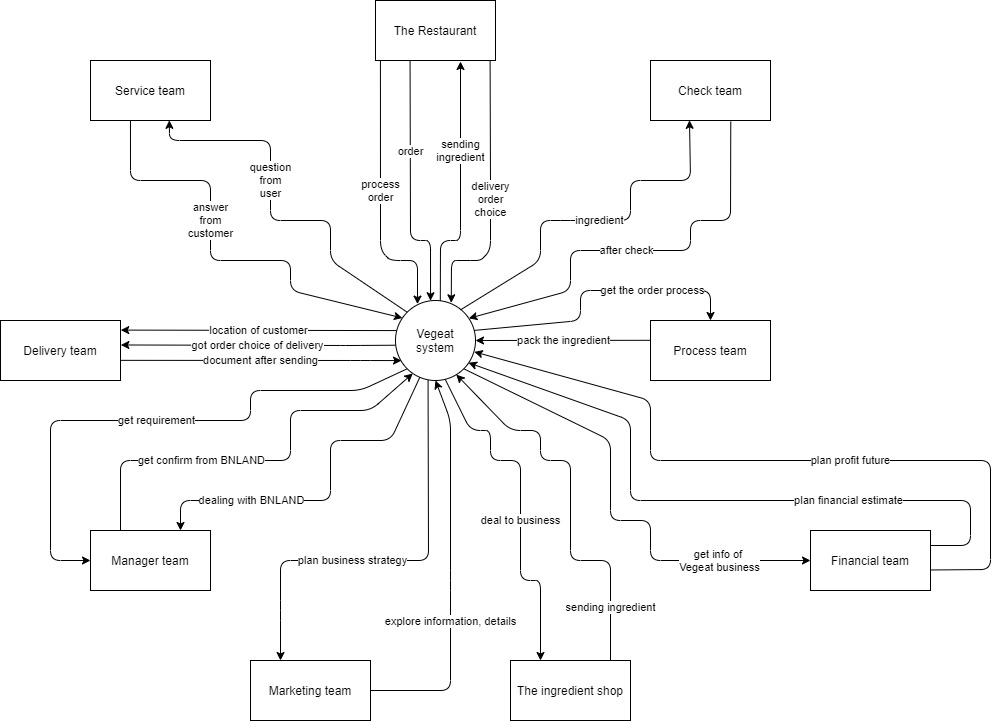 The Restaurant
Service team
Check team
order
sending
ingredient
question
from
user
process
order
delivery
order
choice
answer
from
customer
ingredient
after check
get the order process
location of customer
Vegeat
system
pack the ingredient
got order choice of delivery
Delivery team
Process team
document after sending
get requirement
get confirm from BNLAND
plan profit future
dealing with BNLAND
plan financial estimate
deal to business
Manager team
plan business strategy
get info of
Vegeat business
Financial team
sending ingredient
explore information, details
Marketing team
The ingredient shop